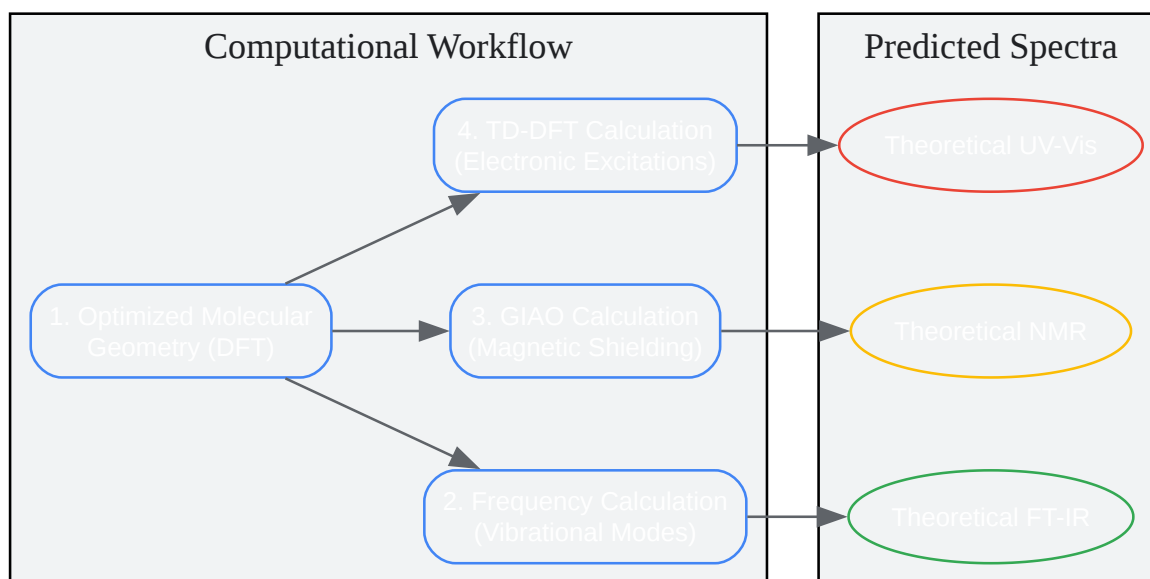 Computational Workflow
Predicted Spectra
4. TD-DFT Calculation
(Electronic Excitations)
Theoretical UV-Vis
1. Optimized Molecular
Geometry (DFT)
3. GIAO Calculation
(Magnetic Shielding)
Theoretical NMR
2. Frequency Calculation
(Vibrational Modes)
Theoretical FT-IR